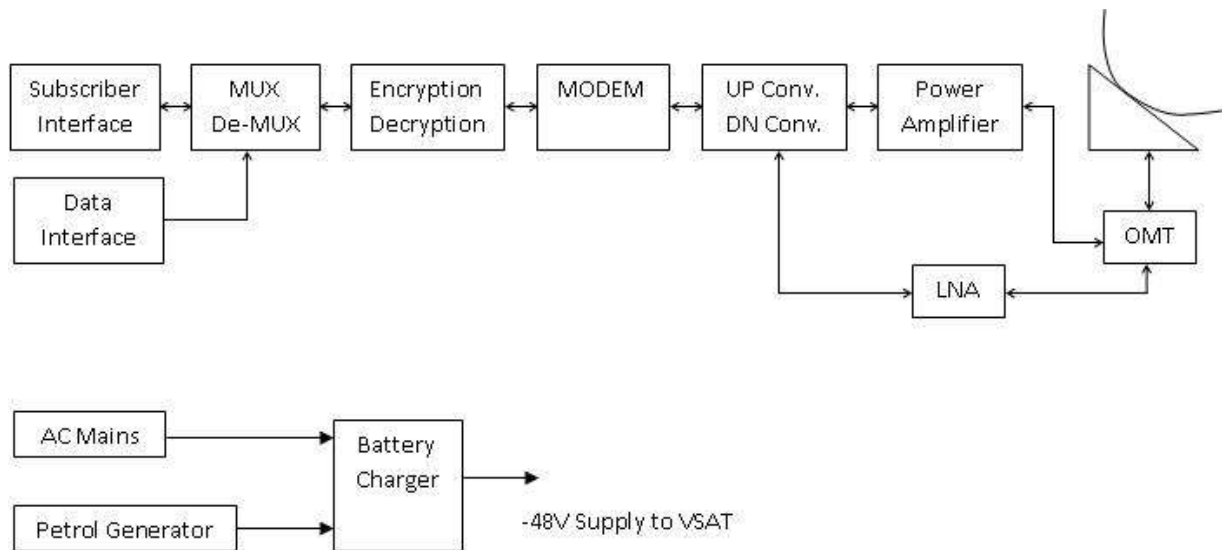 Subscriber
Interface
MUX
De-MUX
Encryption
Decryption
MODEM
UP Conv.
DN Conv.
Power
Amplifier
Data
Interface
OMT
LNA
AC Mains
Battery
Charger
Petrol Generator
-48V Supply to VSAT